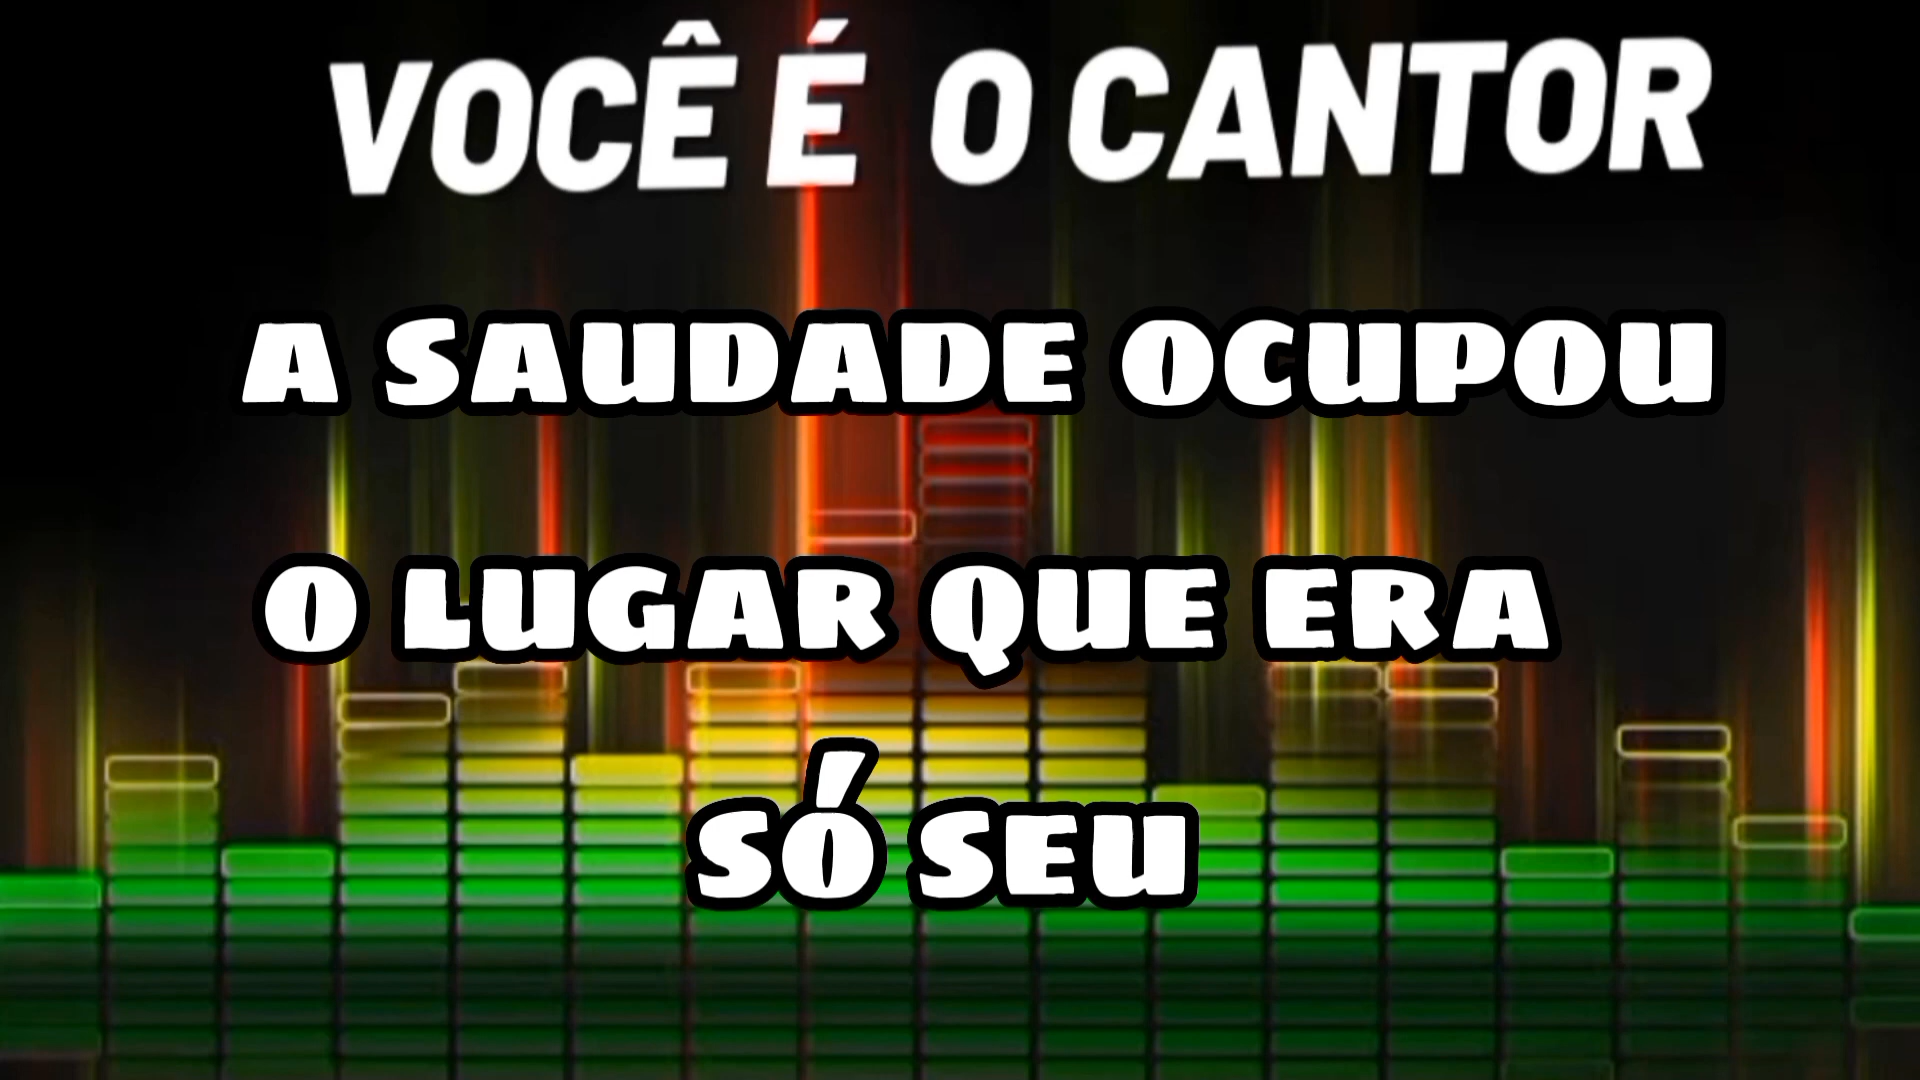 VOCÊ É O CANTOR
A SAUDADE OCUPOU
O LUGAR QUE ERA
SÓ SEU